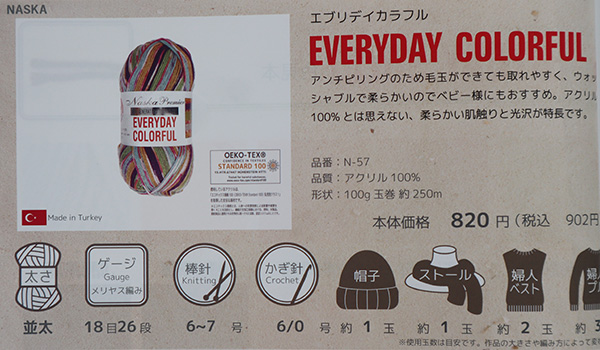 NASKA
エブリデイカラフル
EVERYDAY COLORFUL
アンチピリングのため毛玉ができても取れやすく、ウォッ
シャブルで柔らかいのでベビー様にもおすすめ。アクリル
100% とは思えない、柔らかい肌触りと光沢が特長です。
Naska Premier
EVERYDAY
COLORFUL
OEKO-TEX®
CONFIDENCE IN TEXTILES
STANDARD 100
Made in Turkey
品番：N-57
品質：アクリル 100%
形状：100g 玉巻 約 250m
本体価格 820 円（税込 902円
太さ
並太
ゲージ
Gauge
メリヤス編み
18 目 26 段
棒針
Knitting
6~7 号
かぎ針
Crochet
6/0 号
帽子
約 1 玉
ストール
約 1 玉
婦人
ベスト
約 2 玉
婦人
約 3
※使用玉数は目安です。作品の大きさや編み方によって変